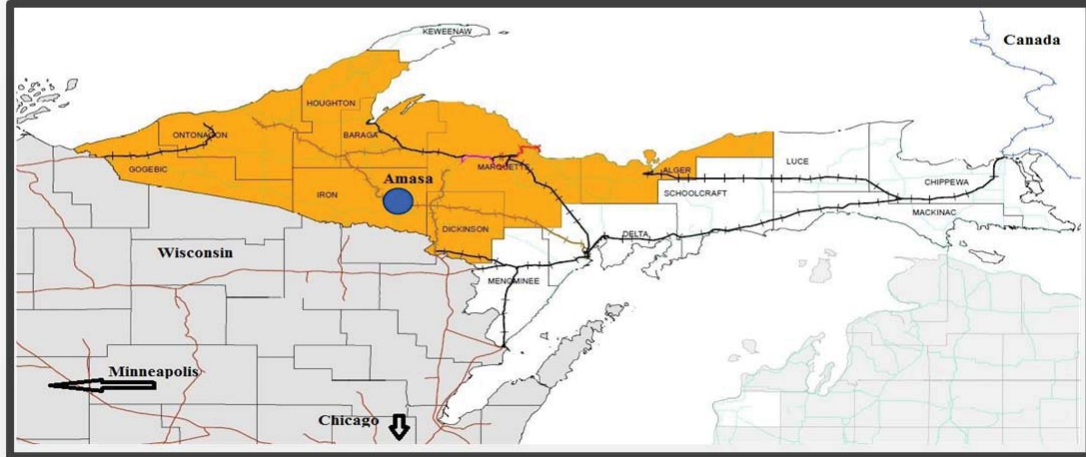 KEWEENAW
Canada
HOUGHTON
ONTONAGON
BARAGA
LUCE
GOGEBIC
MARQUETTE
ALGER
CHIPPEWA
Amasa
IRON
SCHOOLCRAFT
MACKINAC
DICKINSON
DELTA
Wisconsin
MENOMINEE
Minneapolis
Chicago